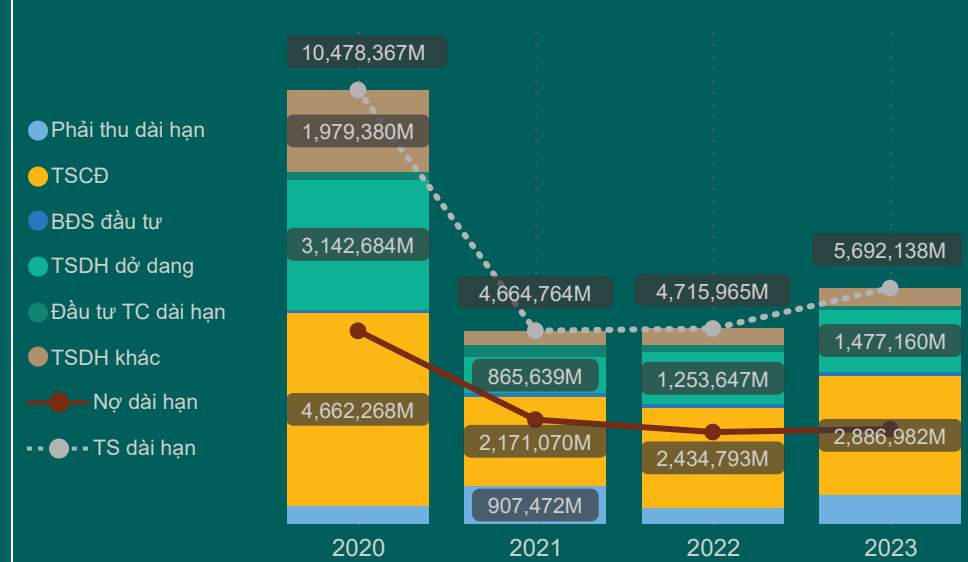 10,478,367M
1,979,380M
Phải thu dài hạn
TSCĐ
BĐS đầu tư
3,142,684M
TSDH dở dang
5,692,138M
4,664,764M
4,715,965M
Đầu tư TC dài hạn
1,477,160M
TSDH khác
865,639M
1,253,647M
Nợ dài hạn
4,662,268M
2,171,070M
2,434,793M
2,886,982M
TS dài hạn
907,472M
2020
2021
2022
2023